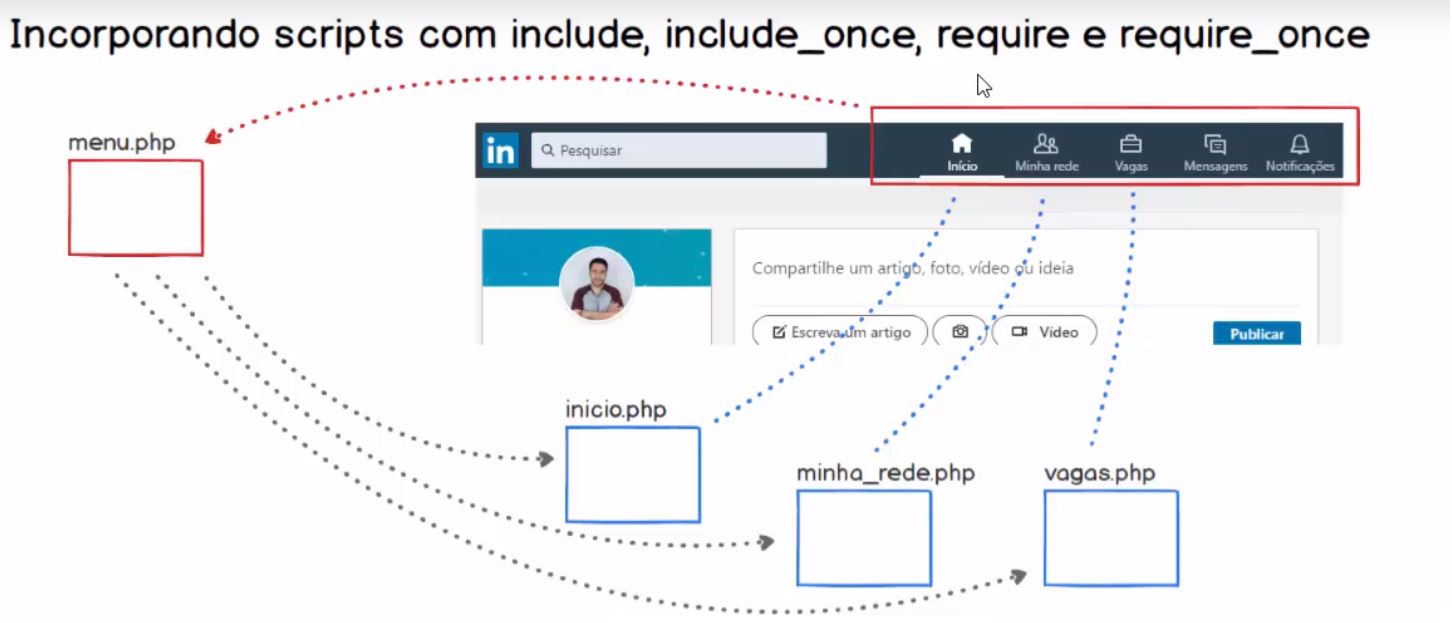 Incorporando scripts com include, include_once, require e require_once
menu.php
in
Pesquisar
Início
Minha rede
Vagas
Mensagens
Notificações
Compartilhe um artigo, foto, vídeo ou ideia
Escreva um artigo
Vídeo
Publicar
inicio.php
minha_rede.php
vagas.php